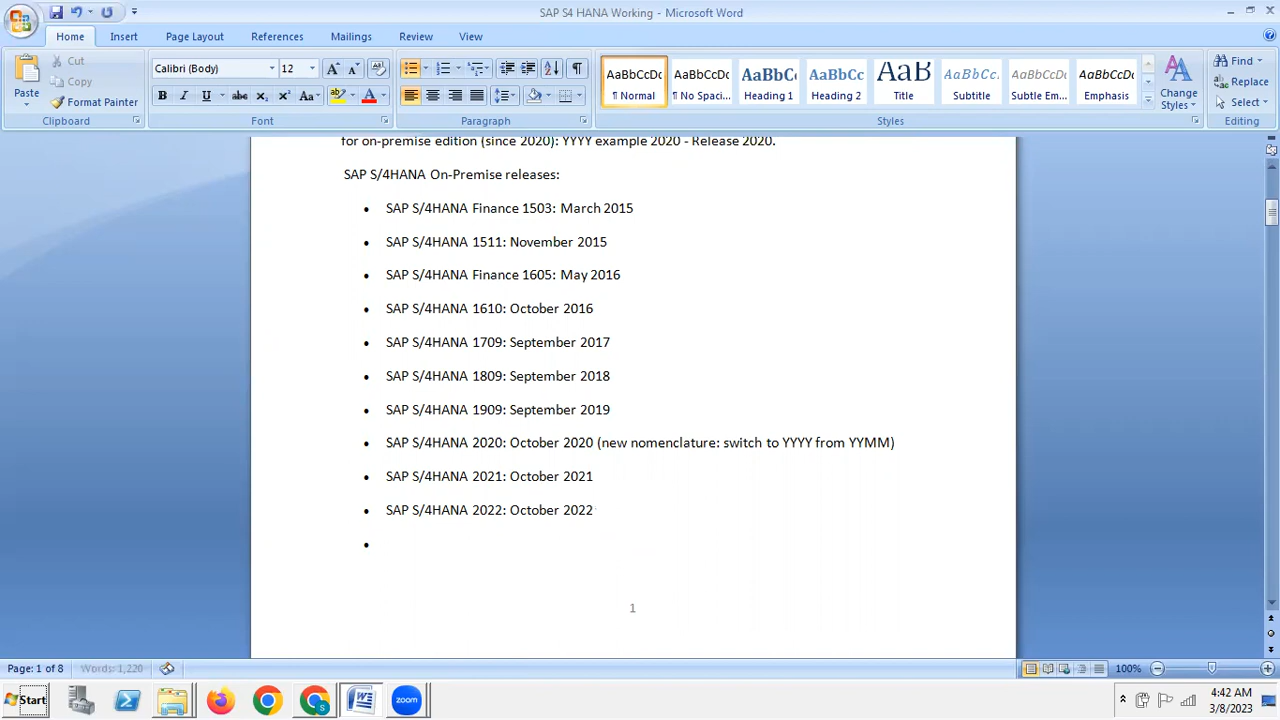 SAP S4 HANA Working - Microsoft Word
Home Insert Page Layout References Mailings Review View
Paste Cut Copy Format Painter Clipboard
Calibri (Body) 12 Font
Paragraph
AaBbCcDc AaBbCcDc AaBbC AaBbCc AaB AaBbCc. AaBbCcDc AaBbCcDc
¶ Normal ¶ No Spaci... Heading 1 Heading 2 Title Subtitle Subtle Em... Emphasis
Change Styles Styles
Find Replace Select Editing
for on-premise edition (since 2020): YYYY example 2020 - Release 2020.
SAP S/4HANA On-Premise releases:
• SAP S/4HANA Finance 1503: March 2015
• SAP S/4HANA 1511: November 2015
• SAP S/4HANA Finance 1605: May 2016
• SAP S/4HANA 1610: October 2016
• SAP S/4HANA 1709: September 2017
• SAP S/4HANA 1809: September 2018
• SAP S/4HANA 1909: September 2019
• SAP S/4HANA 2020: October 2020 (new nomenclature: switch to YYYY from YYMM)
• SAP S/4HANA 2021: October 2021
• SAP S/4HANA 2022: October 2022
•
1
Page: 1 of 8 Words: 1,220 100%
Start zoom 4:42 AM
3/8/2023